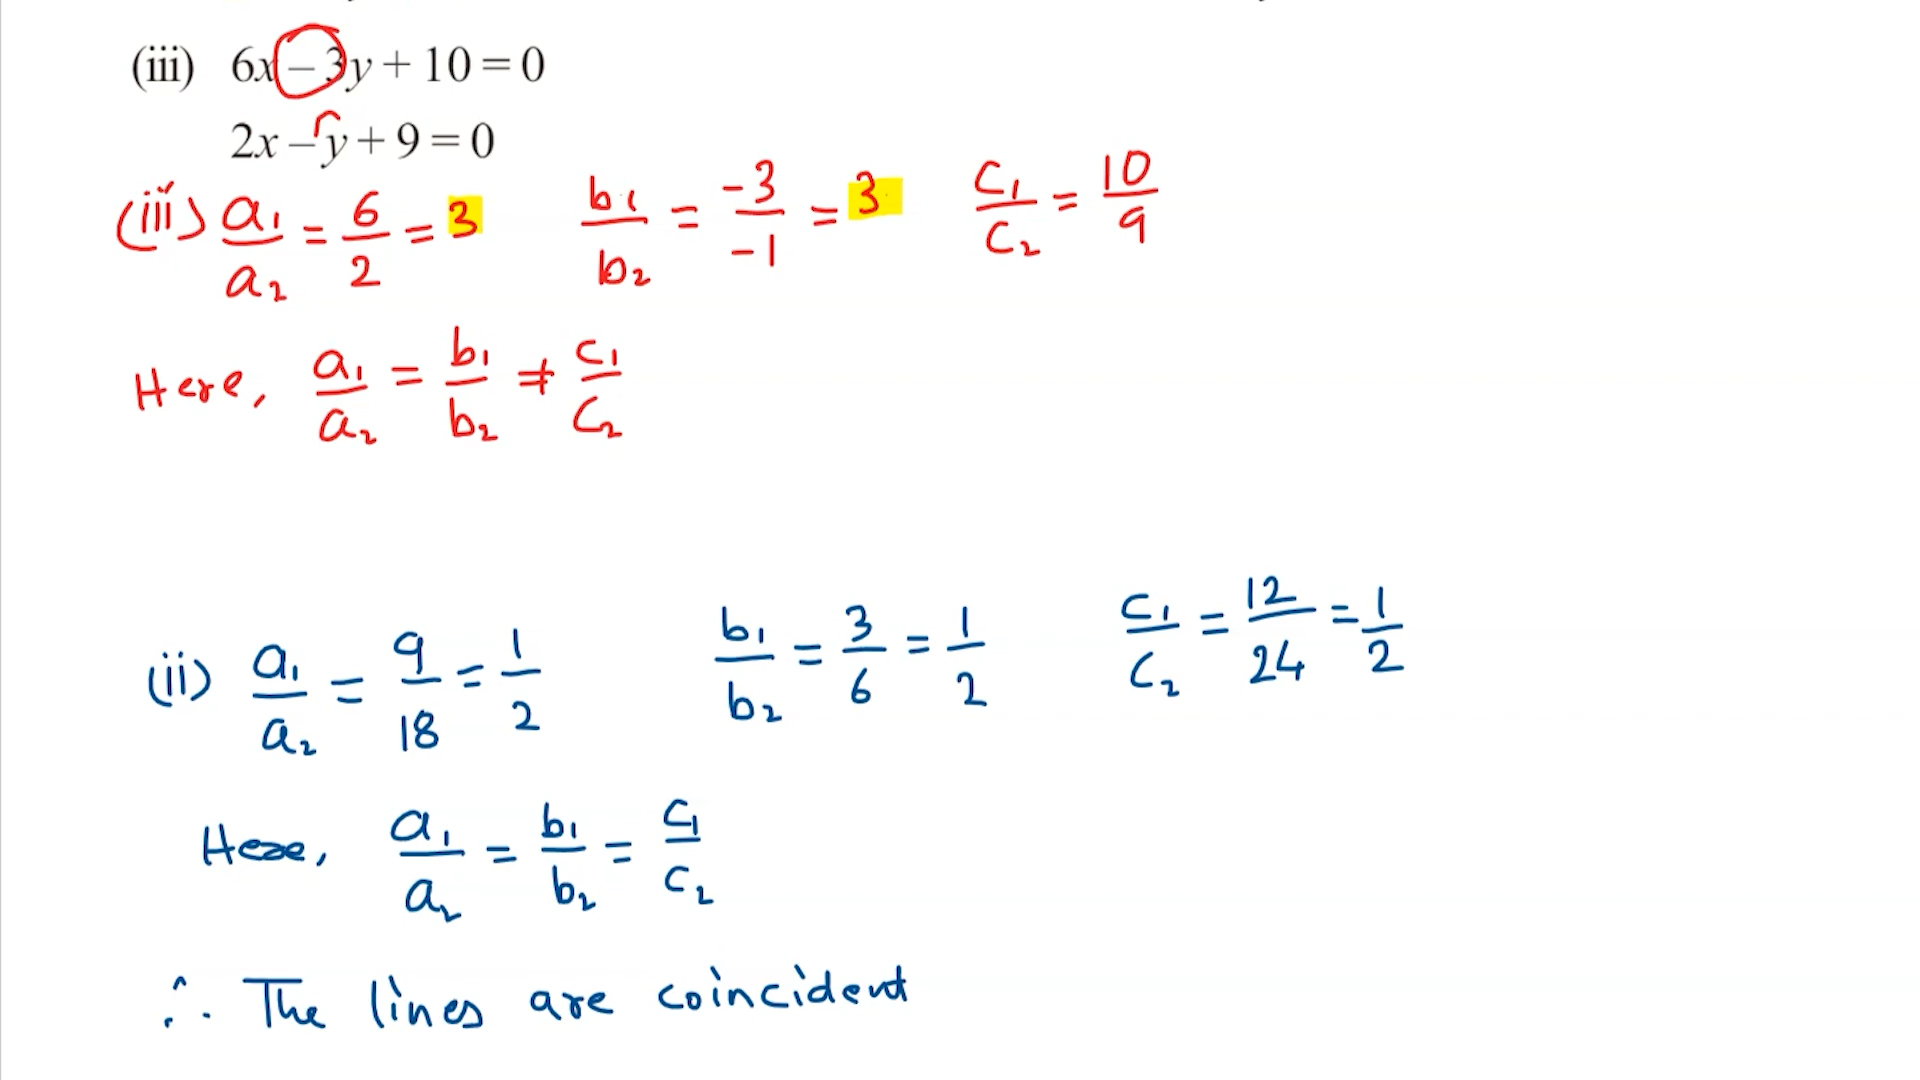 (iii) 6x – 3y + 10 = 0
2x – y + 9 = 0
(iii) a₁/a₂ = 6/2 = 3 b₁/b₂ = -3/-1 = 3 c₁/c₂ = 10/9
Here, a₁/a₂ = b₁/b₂ ≠ c₁/c₂
(ii) a₁/a₂ = 9/18 = 1/2 b₁/b₂ = 3/6 = 1/2 c₁/c₂ = 12/24 = 1/2
Here, a₁/a₂ = b₁/b₂ = c₁/c₂
∴ The lines are coincident